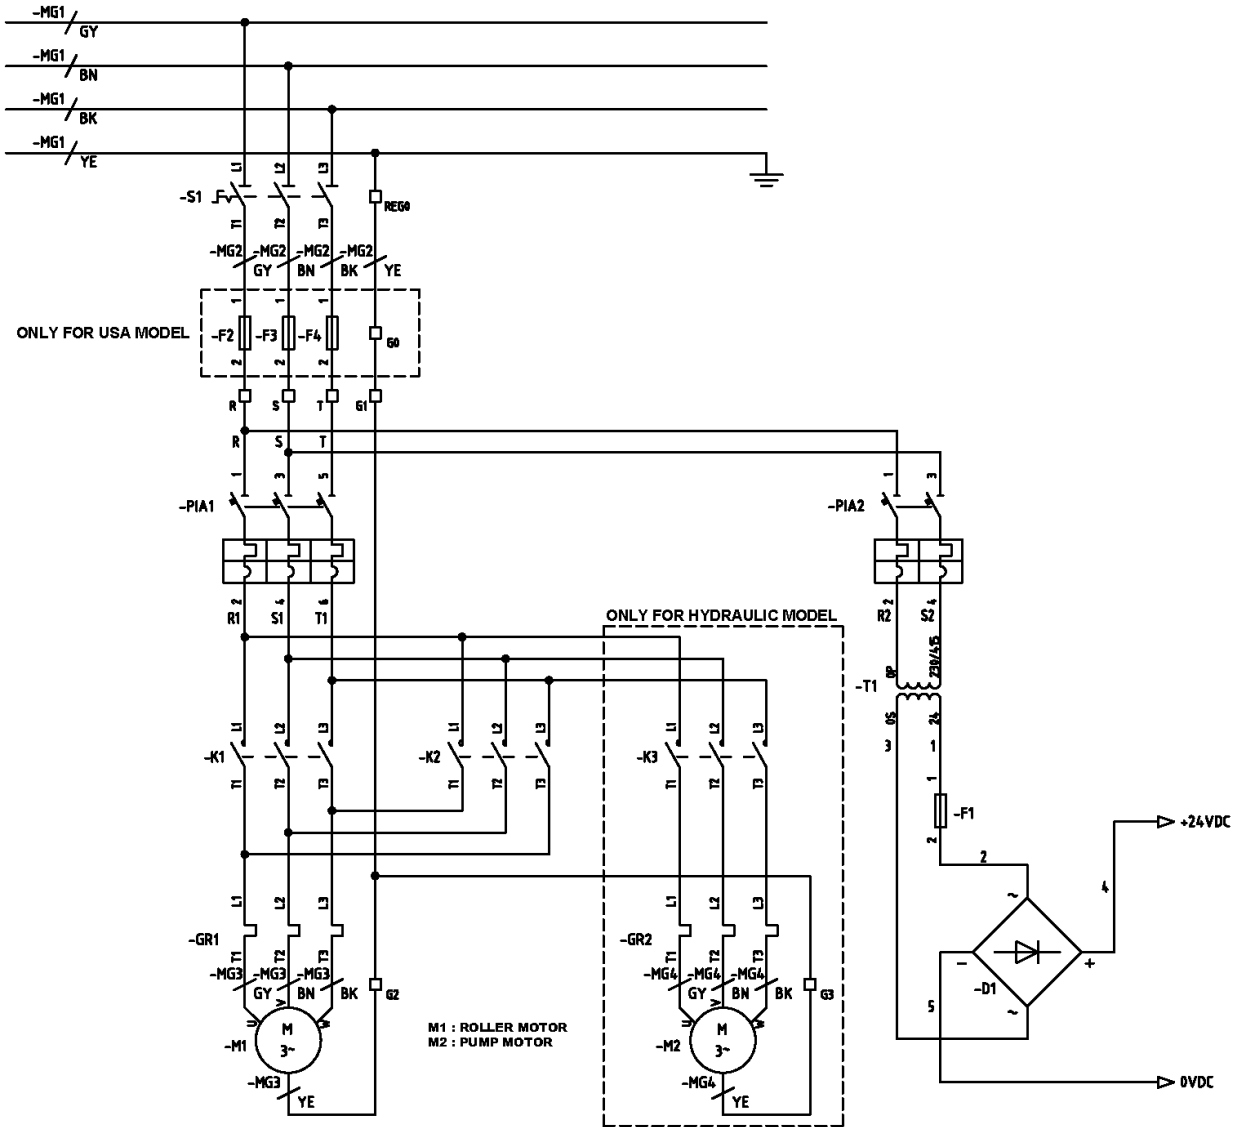 -MG1
GY
-MG1
BN
-MG1
BK
-MG1
YE
L1 L2 L3
-S1
REG0
T1 T2 T3
-MG2 -MG2 -MG2
GY BN BK YE
1 1 1
ONLY FOR USA MODEL
-F2 -F3 -F4
G0
2 2 2
R S T G1
R S T
1 3 5 1 3
-PIA1 -PIA2
2 4 6 2 4
R1 S1 T1 R2 S2
ONLY FOR HYDRAULIC MODEL
0P 230/415
-T1
0S 24
3 1
L1 L2 L3 L1 L2 L3 L1 L2 L3
-K1 -K2 -K3
T1 T2 T3 T1 T2 T3 T1 T2 T3
1
-F1
2
+24VDC
2
4
L1 L2 L3 L1 L2 L3
~
-GR1 -GR2
T1 T2 T3 T1 T2 T3
- +
-MG3 -MG3 -MG3 -MG4 -MG4 -MG4
GY BN BK G2 GY BN BK G3
-D1
5
~
U V W U V W
M1 : ROLLER MOTOR
M2 : PUMP MOTOR
-M1 M 3~
-M2 M 3~
-MG3 -MG4
YE YE
0VDC